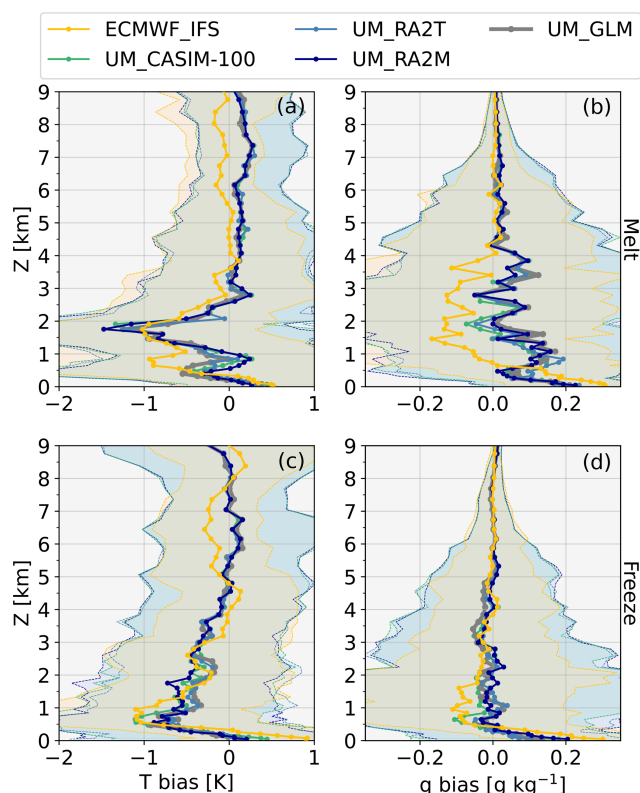 ECMWF_IFS UM_RA2T UM_GLM
UM_CASIM-100 UM_RA2M
(a) (b)
Z [km]
9
8
7
6
5
4
3
2
1
0
9
8
7
6
5
4
3
2
1
0
Melt
−2 −1 0 1
−0.2 0.0 0.2
(c) (d)
Z [km]
9
8
7
6
5
4
3
2
1
0
9
8
7
6
5
4
3
2
1
0
Freeze
−2 −1 0 1
−0.2 0.0 0.2
T bias [K]
q bias [g kg⁻¹]